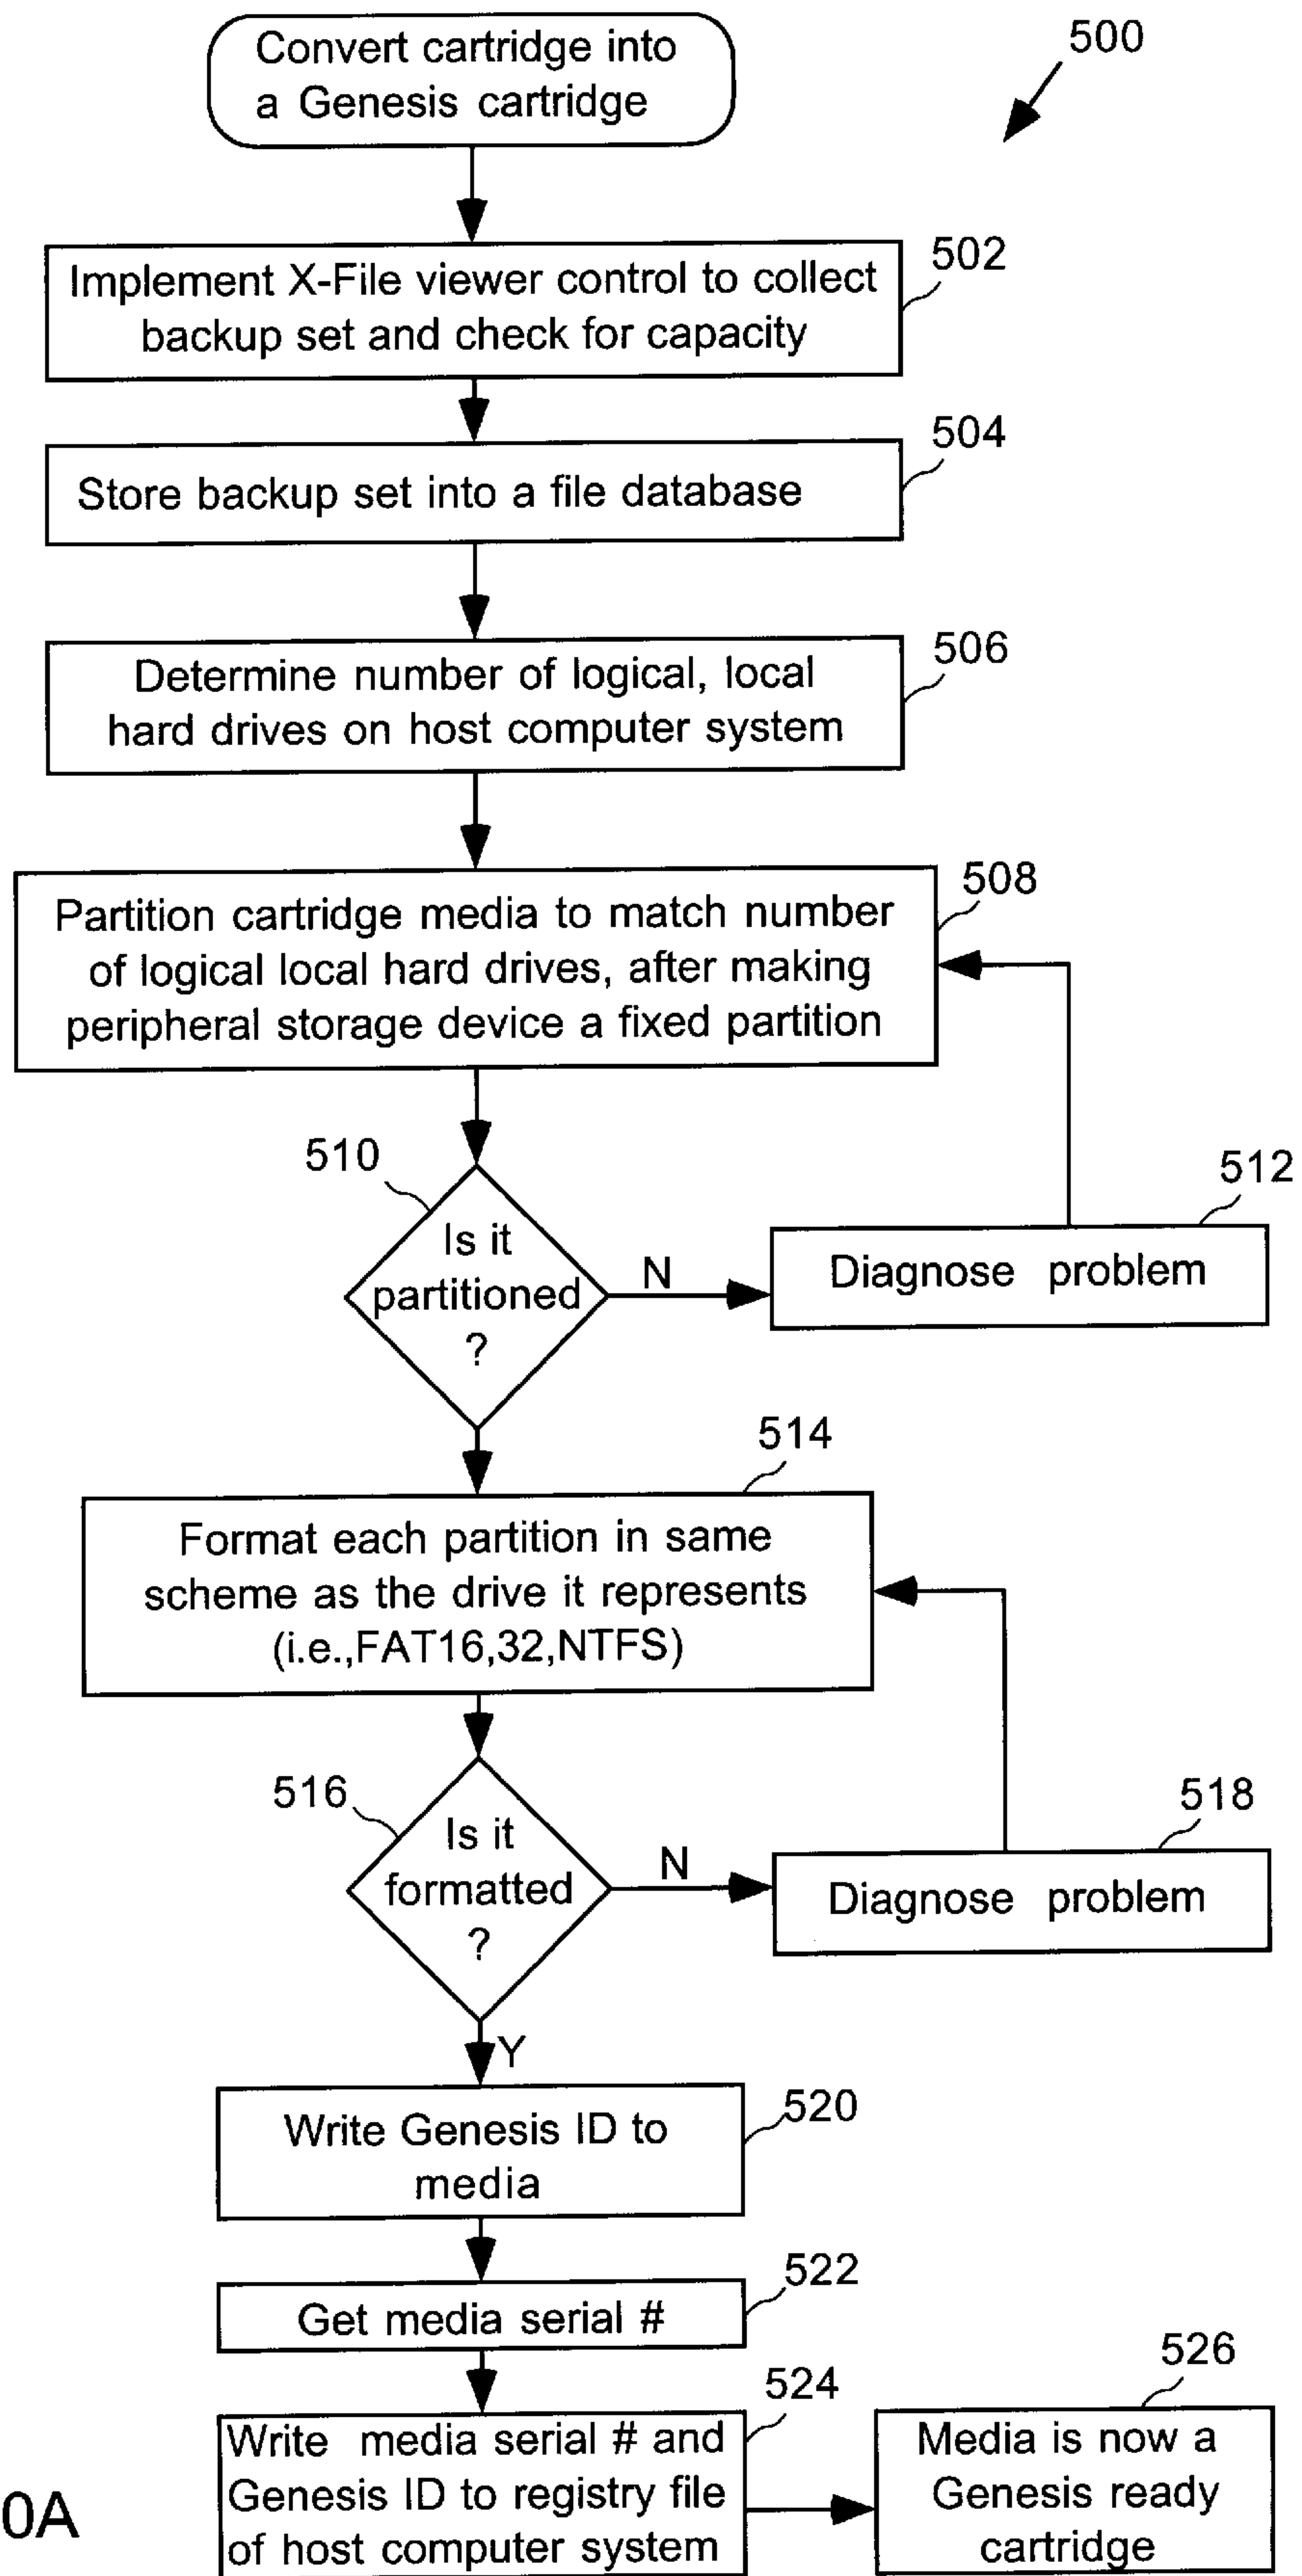 Convert cartridge into
a Genesis cartridge
500
Implement X-File viewer control to collect
backup set and check for capacity
502
Store backup set into a file database
504
Determine number of logical, local
hard drives on host computer system
506
Partition cartridge media to match number
of logical local hard drives, after making
peripheral storage device a fixed partition
508
510
Is it
partitioned
?
N
512
Diagnose problem
514
Format each partition in same
scheme as the drive it represents
(i.e.,FAT16,32,NTFS)
516
Is it
formatted
?
N
518
Diagnose problem
Y
Write Genesis ID to
media
520
Get media serial #
522
Write media serial # and
Genesis ID to registry file
of host computer system
524
526
Media is now a
Genesis ready
cartridge
0A